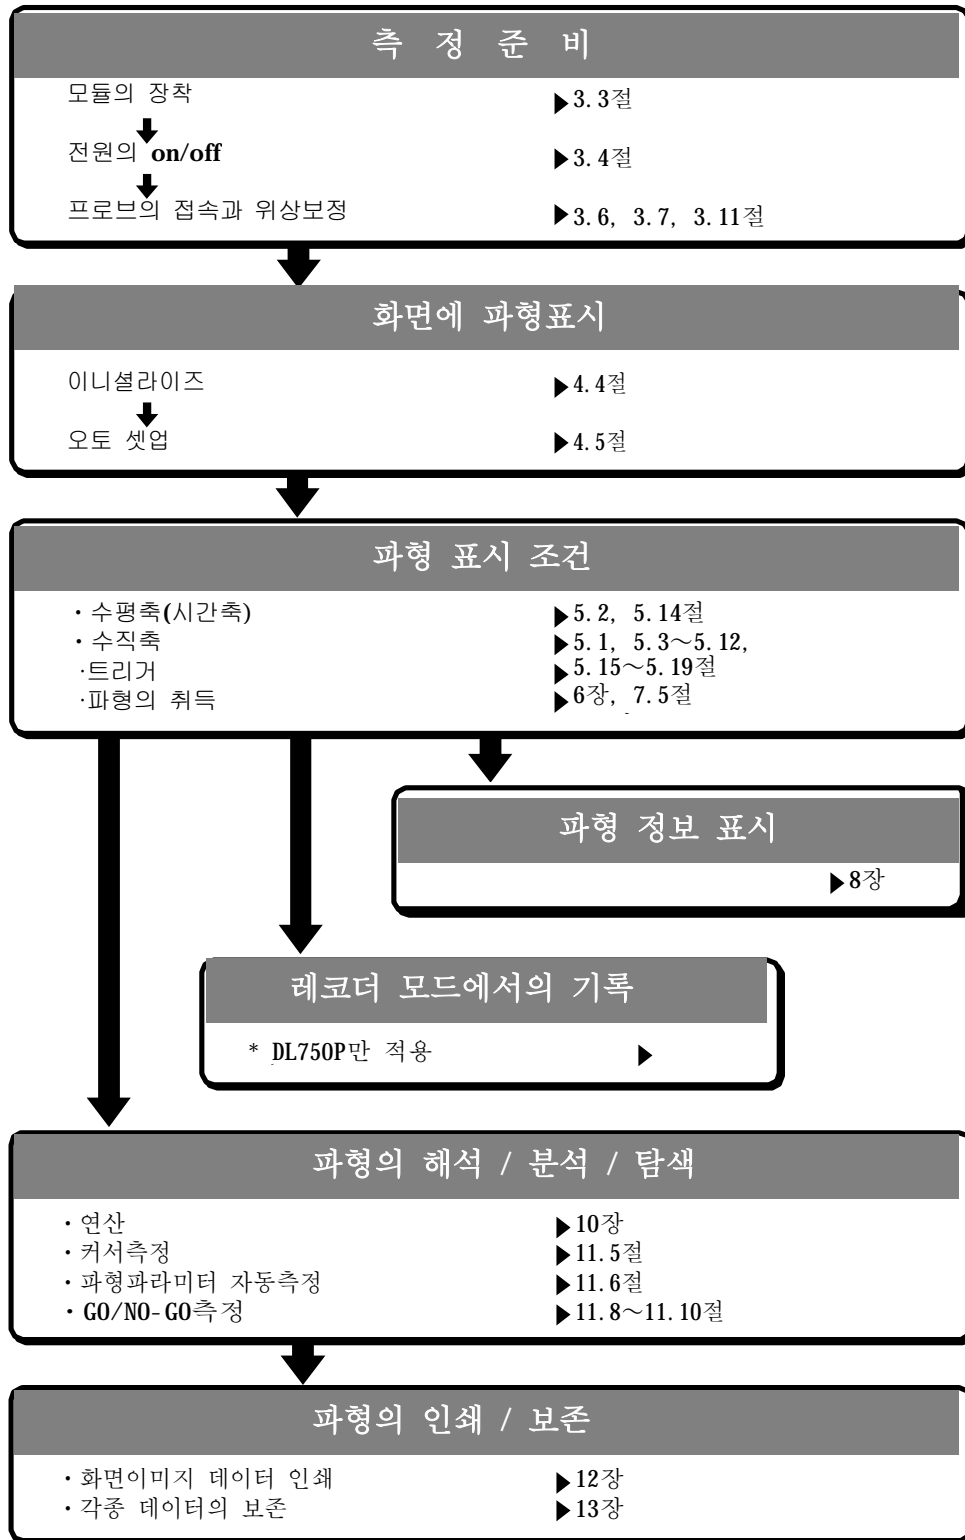 측 정 준 비
모듈의 장착 ▶3.3절
전원의 on/off ▶3.4절
프로브의 접속과 위상보정 ▶3.6, 3.7, 3.11절
화면에 파형표시
이니셜라이즈 ▶4.4절
오토 셋업 ▶4.5절
파형 표시 조건
・수평축(시간축) ▶5.2, 5.14절
・수직축 ▶5.1, 5.3～5.12,
·트리거 ▶5.15～5.19절
·파형의 취득 ▶6장, 7.5절
파형 정보 표시
▶8장
레코더 모드에서의 기록
* DL750P만 적용 ▶
파형의 해석 / 분석 / 탐색
・연산 ▶10장
・커서측정 ▶11.5절
・파형파라미터 자동측정 ▶11.6절
・GO/NO-GO측정 ▶11.8～11.10절
파형의 인쇄 / 보존
・화면이미지 데이터 인쇄 ▶12장
・각종 데이터의 보존 ▶13장